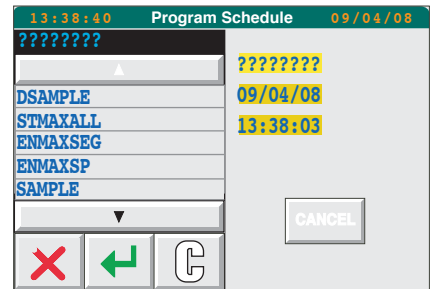 13:38:40 Program Schedule 09/04/08
????????
DSAMPLE
STMAXALL
ENMAXSEG
ENMAXSP
SAMPLE
C
????????
09/04/08
13:38:03
CANCEL